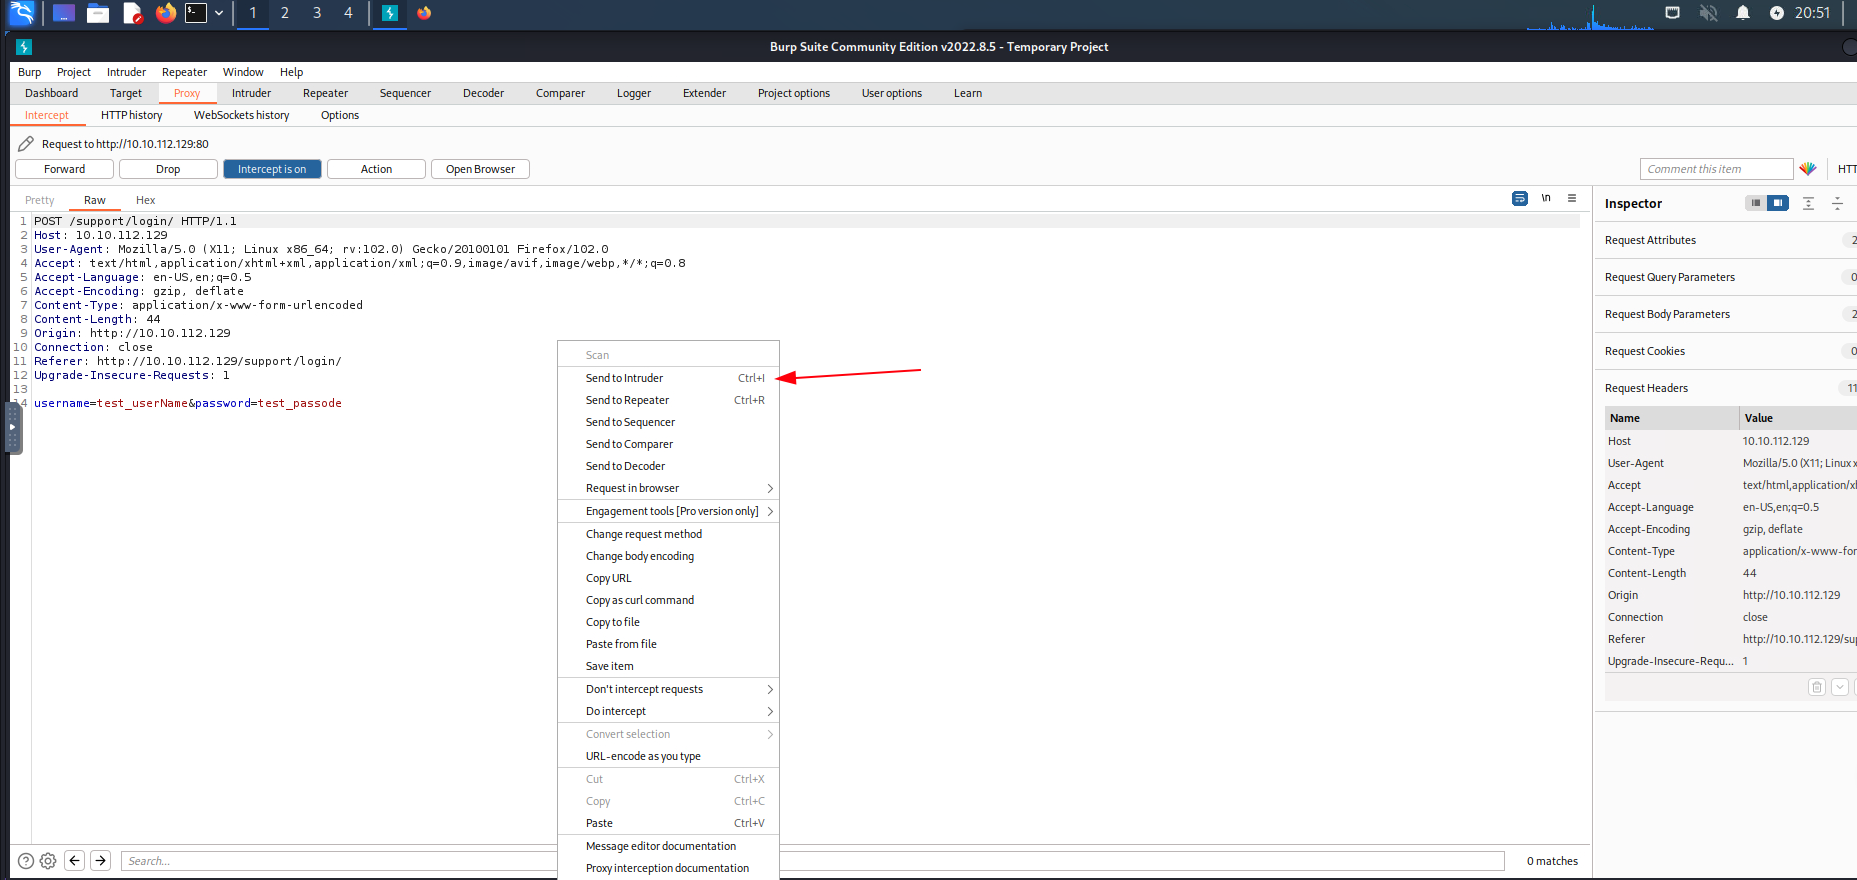 1 2 3 4 20:51
Burp Suite Community Edition v2022.8.5 - Temporary Project
Burp Project Intruder Repeater Window Help
Dashboard Target Proxy Intruder Repeater Sequencer Decoder Comparer Logger Extender Project options User options Learn
Intercept HTTP history WebSockets history Options
Request to http://10.10.112.129:80
Forward Drop Intercept is on Action Open Browser Comment this item HTT
Pretty Raw Hex \n
1 POST /support/login/ HTTP/1.1
2 Host: 10.10.112.129
3 User-Agent: Mozilla/5.0 (X11; Linux x86_64; rv:102.0) Gecko/20100101 Firefox/102.0
4 Accept: text/html,application/xhtml+xml,application/xml;q=0.9,image/avif,image/webp,*/*;q=0.8
5 Accept-Language: en-US,en;q=0.5
6 Accept-Encoding: gzip, deflate
7 Content-Type: application/x-www-form-urlencoded
8 Content-Length: 44
9 Origin: http://10.10.112.129
10 Connection: close
11 Referer: http://10.10.112.129/support/login/
12 Upgrade-Insecure-Requests: 1
13
14 username=test_userName&password=test_passode
Scan
Send to Intruder Ctrl+I
Send to Repeater Ctrl+R
Send to Sequencer
Send to Comparer
Send to Decoder
Request in browser
Engagement tools [Pro version only]
Change request method
Change body encoding
Copy URL
Copy as curl command
Copy to file
Paste from file
Save item
Don't intercept requests
Do intercept
Convert selection
URL-encode as you type
Cut Ctrl+X
Copy Ctrl+C
Paste Ctrl+V
Message editor documentation
Proxy interception documentation
Inspector
Request Attributes 2
Request Query Parameters 0
Request Body Parameters 2
Request Cookies 0
Request Headers 11
Name Value
Host 10.10.112.129
User-Agent Mozilla/5.0 (X11; Linux x
Accept text/html,application/xh
Accept-Language en-US,en;q=0.5
Accept-Encoding gzip, deflate
Content-Type application/x-www-for
Content-Length 44
Origin http://10.10.112.129
Connection close
Referer http://10.10.112.129/sup
Upgrade-Insecure-Requ... 1
Search...
0 matches